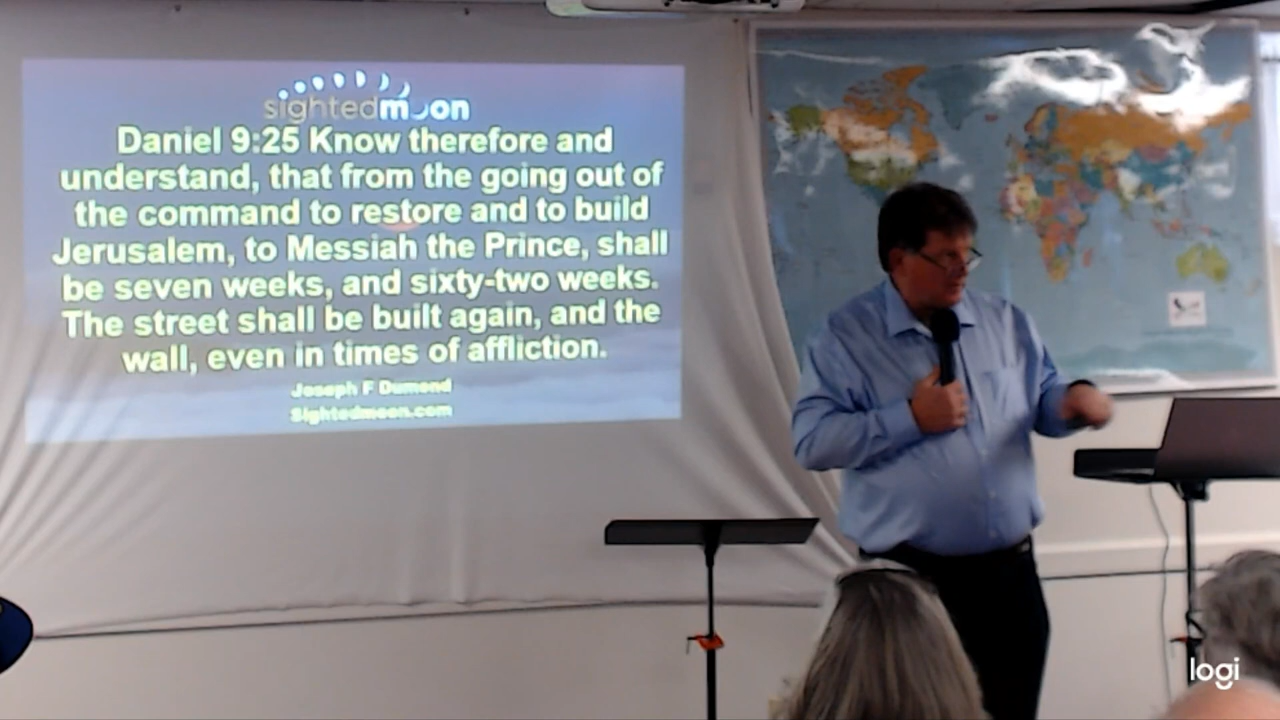 sightedmoon
Daniel 9:25 Know therefore and
understand, that from the going out of
the command to restore and to build
Jerusalem, to Messiah the Prince, shall
be seven weeks, and sixty-two weeks.
The street shall be built again, and the
wall, even in times of affliction.
Joseph F Dumond
Sightedmoon.com
logi